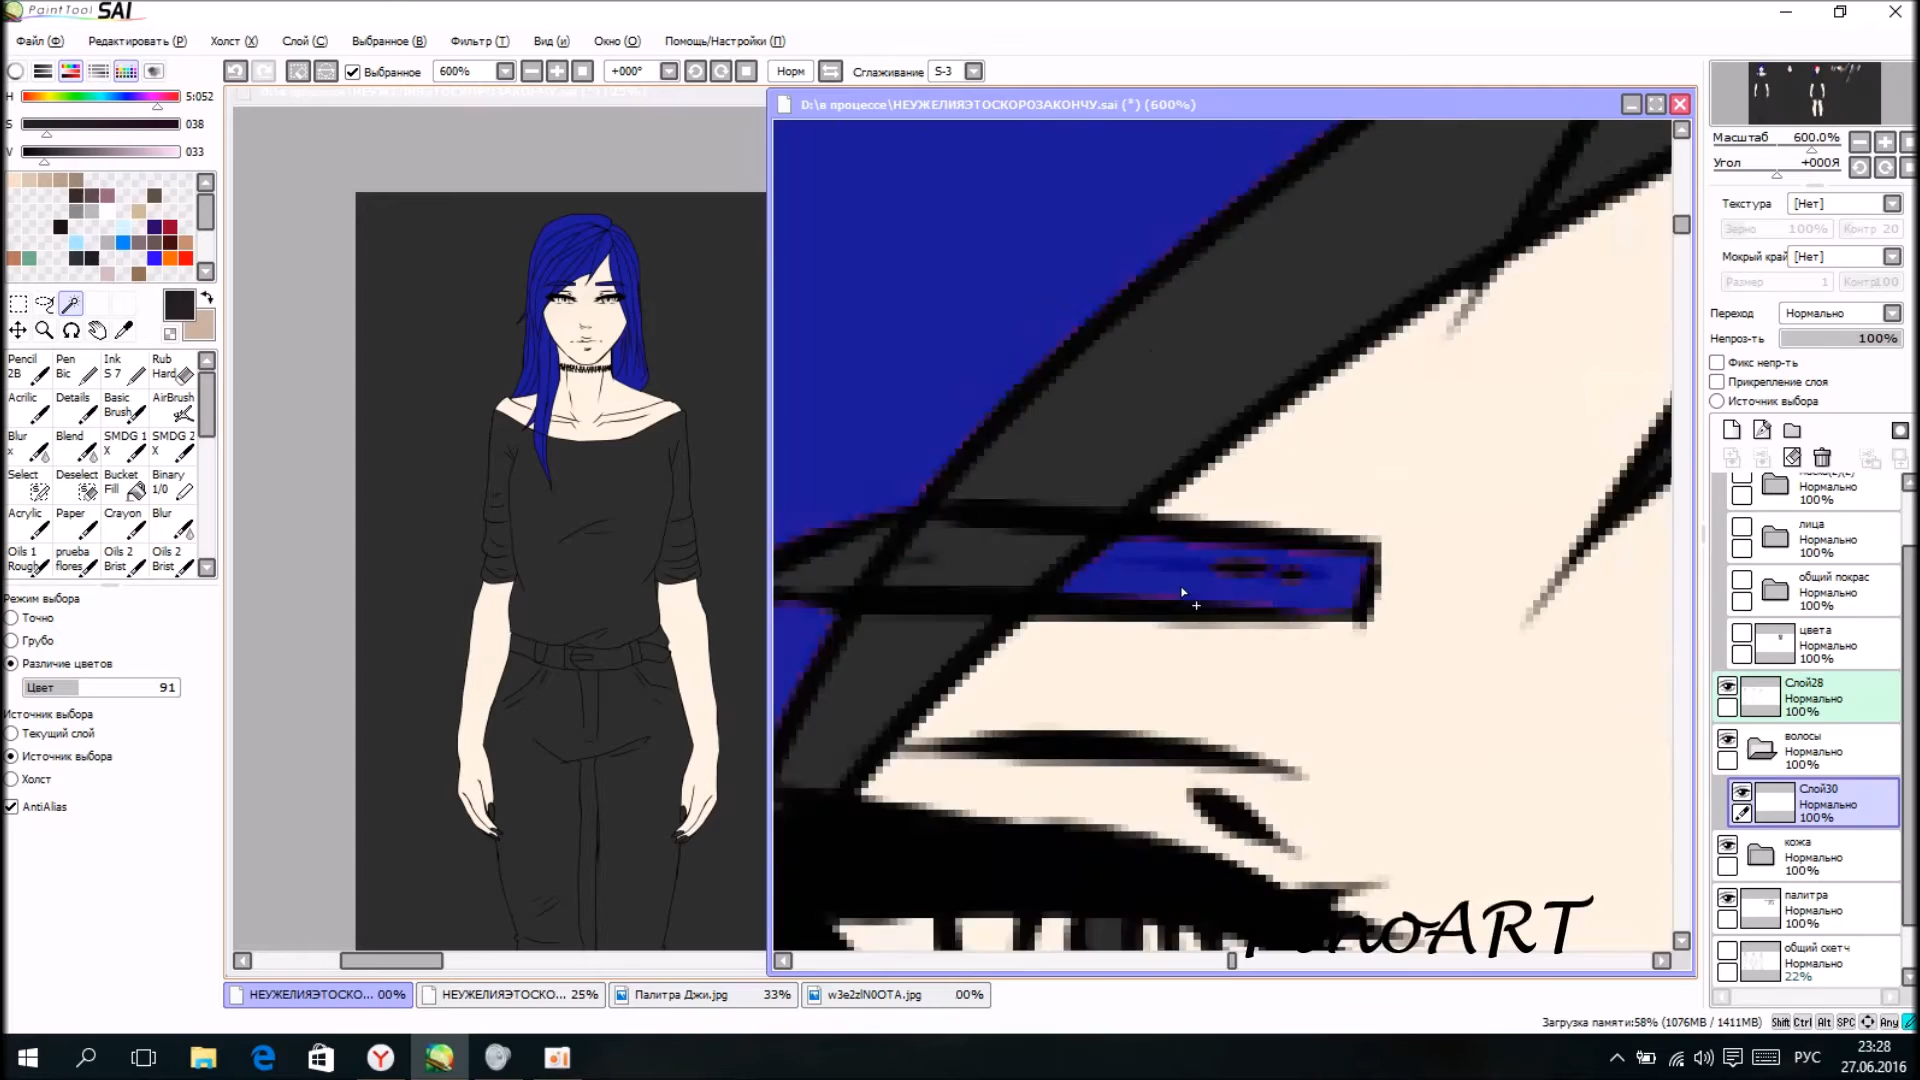 PaintTool SAI
Файл (Ф) Редактировать (Р) Холст (X) Слой (C) Выбранное (B) Фильтр (T) Вид (и) Окно (O) Помощь/Настройки (П)
Выбранное 600% +000° Норм Сглаживание S-3
H 5:052
S 038
V 033
D:\в процессе\НЕУЖЕЛИЯЭТОСКОРОЗАКОНЧУ.sai (*) (600%)
Pencil 2B Pen Bic Ink S 7 Rub Hard
Acrilic Details Basic Brush AirBrush
Blur x Blend SMDG 1 X SMDG 2 X
Select Deselect Bucket Fill Binary 1/0
Acrylic Paper Crayon Blur
Oils 1 Rough prueba flores Oils 2 Brist Oils 2 Brist
Режим выбора
Точно
Грубо
Различие цветов
Цвет 91
Источник выбора
Текущий слой
Источник выбора
Холст
AntiAlias
Масштаб 600.0%
Угол +000Я
Текстура [Нет]
Зерно 100% Контр 20
Мокрый край [Нет]
Размер 1 Контр100
Переход Нормально
Непроз-ть 100%
Фикс непр-ть
Прикрепление слоя
Источник выбора
Нормально
100%
лица
Нормально
100%
общий покрас
Нормально
100%
цвета
Нормально
100%
Слой28
Нормально
100%
волосы
Нормально
100%
Слой30
Нормально
100%
кожа
Нормально
100%
палитра
Нормально
100%
общий скетч
Нормально
22%
НЕУЖЕЛИЯЭТОСКО... 00% НЕУЖЕЛИЯЭТОСКО... 25% Палитра Джи.jpg 33% w3e2zlN0OTA.jpg 00%
Загрузка памяти:58% (1076MB / 1411MB) Shift Ctrl Alt SPC Any
РУС
23:28
27.06.2016